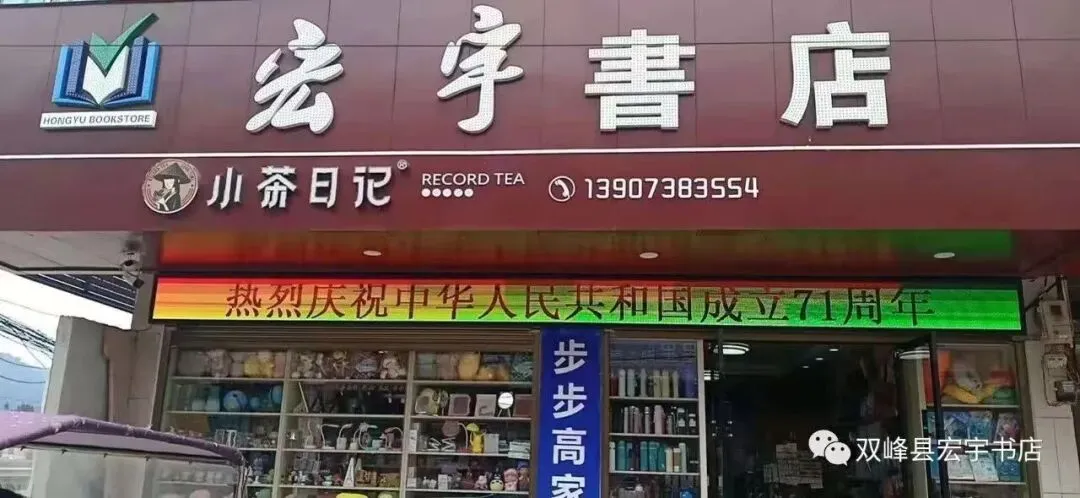 宏宇書店
HONGYU BOOKSTORE
小茶日记® RECORD TEA 13907383554
热烈庆祝中华人民共和国成立71周年
步步高家
双峰县宏宇书店